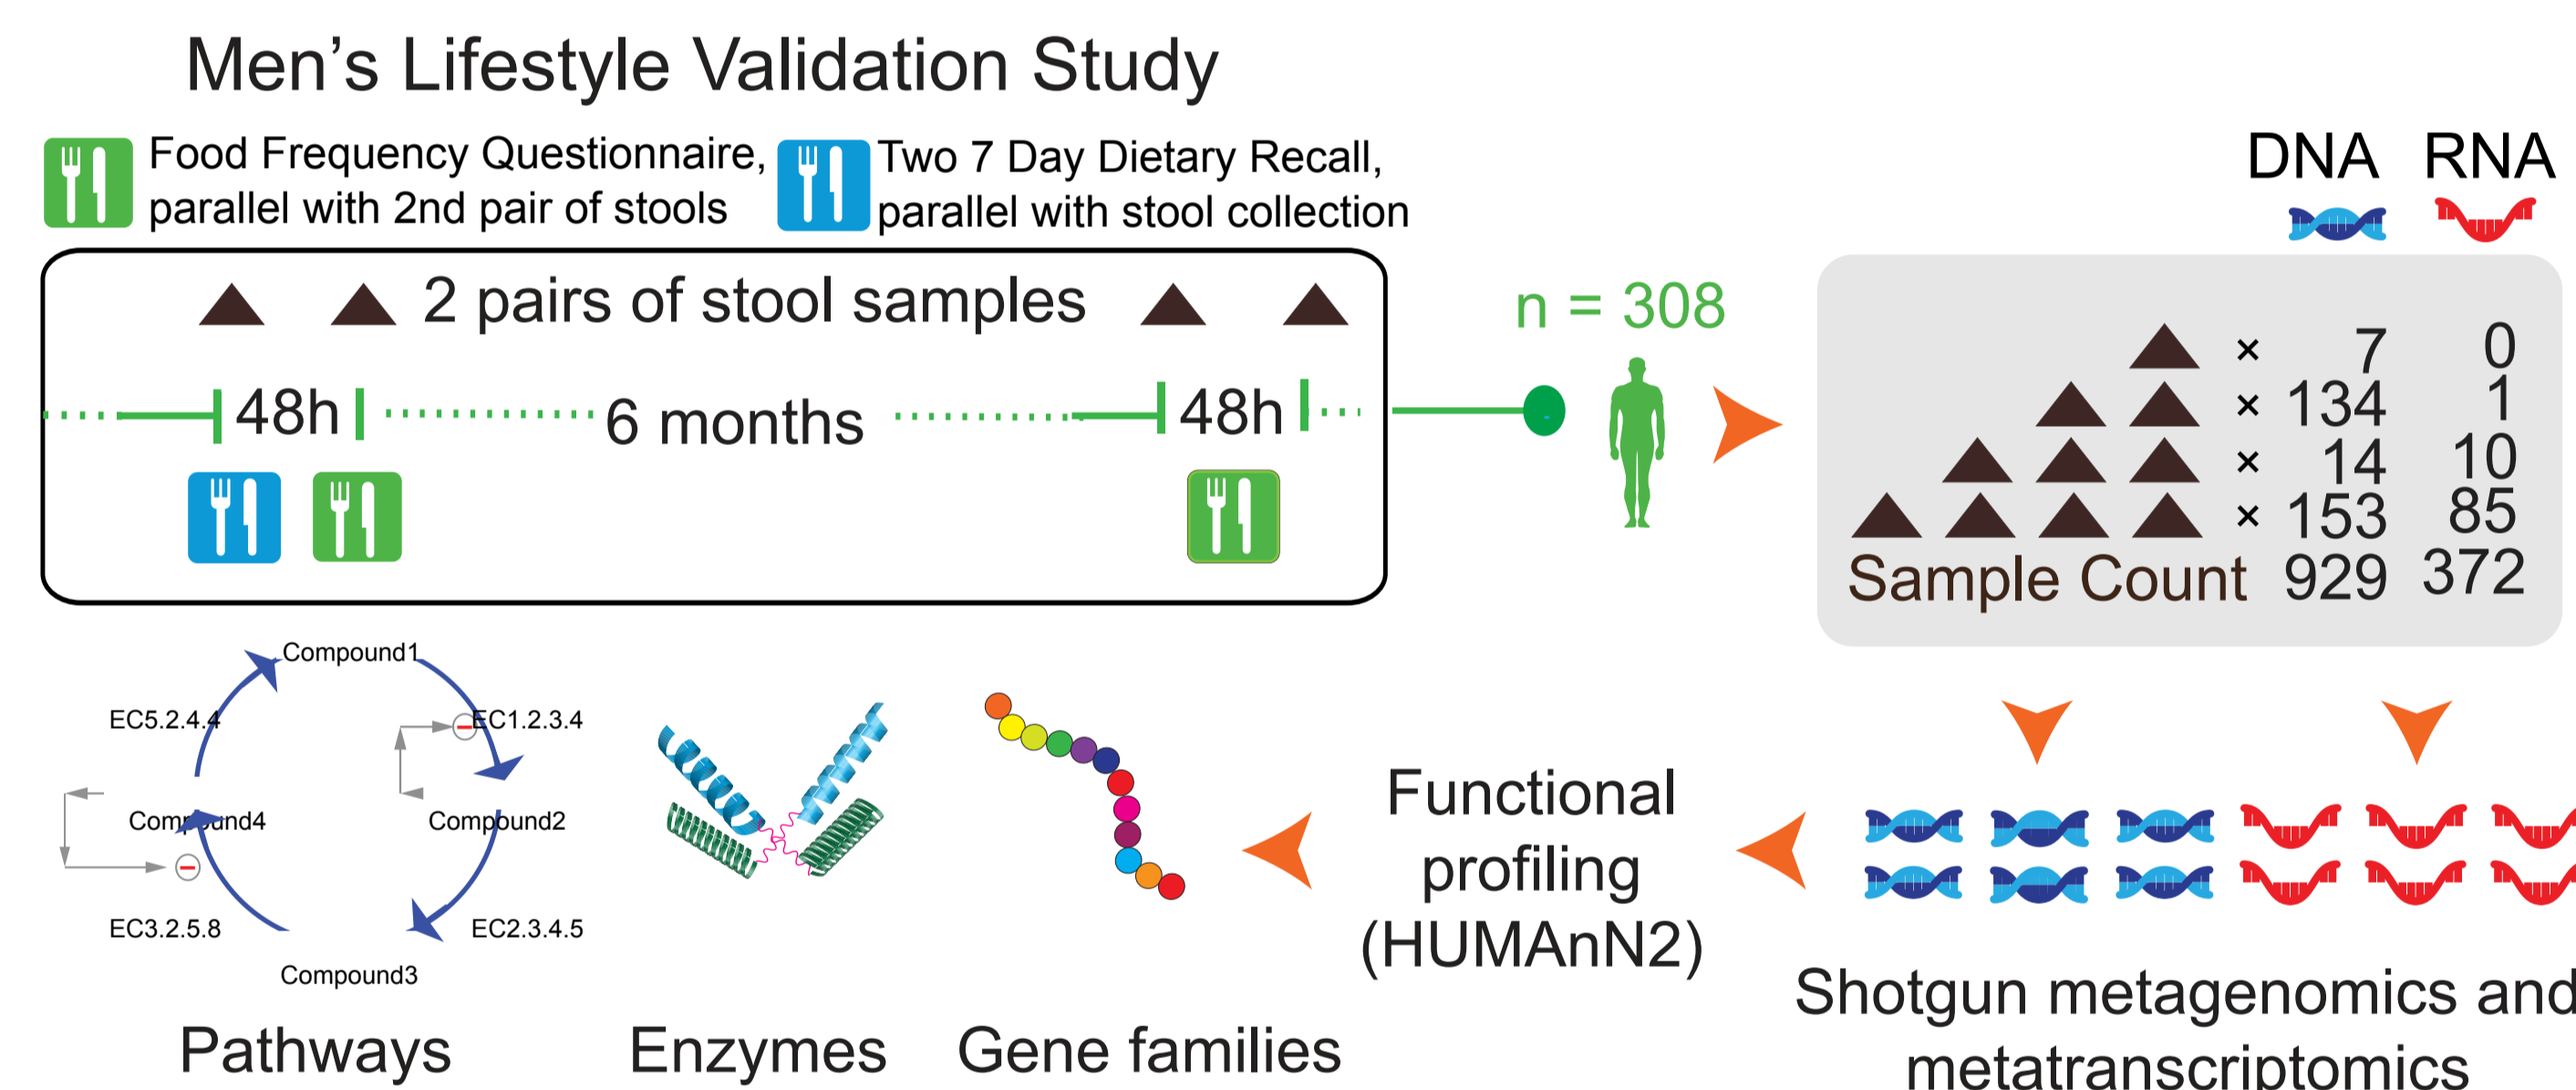 Men’s Lifestyle Validation Study
Food Frequency Questionnaire,
parallel with 2nd pair of stools
Two 7 Day Dietary Recall,
parallel with stool collection
DNA RNA
2 pairs of stool samples
48h 6 months 48h
n = 308
× 7 0
× 134 1
× 14 10
× 153 85
Sample Count 929 372
Compound1
EC5.2.4.4
EC1.2.3.4
Compound4
Compound2
EC3.2.5.8
EC2.3.4.5
Compound3
Pathways
Enzymes
Gene families
Functional
profiling
(HUMAnN2)
Shotgun metagenomics and
metatranscriptomics